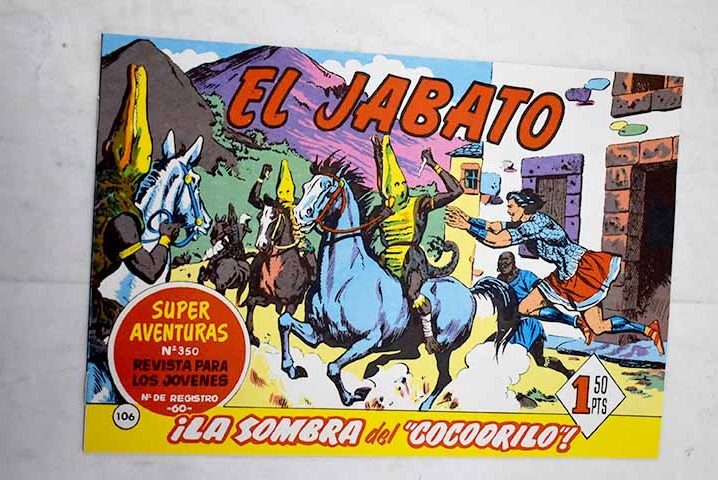 EL JABATO
SUPER
AVENTURAS
Nº 350
REVISTA PARA
LOS JOVENES
Nº DE REGISTRO
-60-
1 50
PTS
106
¡LA SOMBRA del "COCODRILO"!